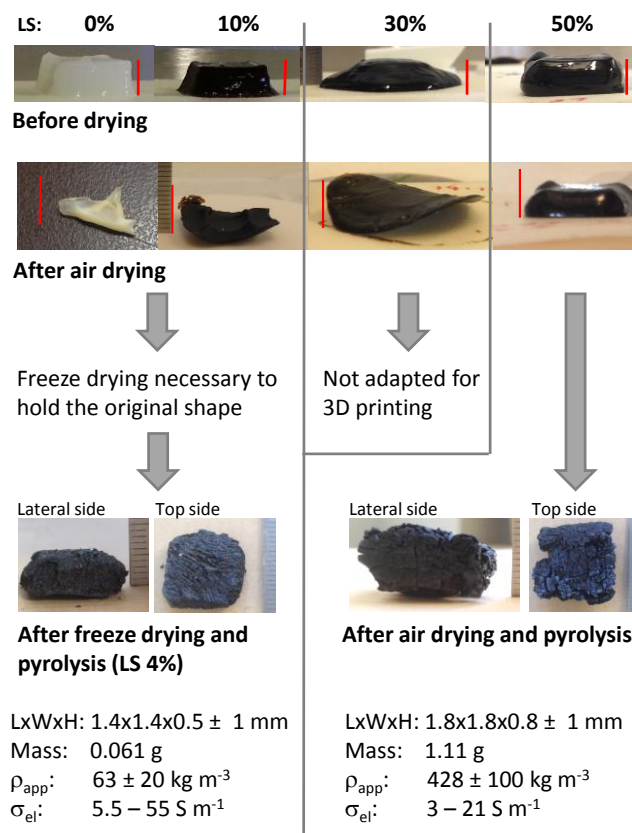 LS: 0% 10% 30% 50%
Before drying
After air drying
Freeze drying necessary to
hold the original shape
Not adapted for
3D printing
Lateral side Top side
After freeze drying and
pyrolysis (LS 4%)
LxWxH: 1.4x1.4x0.5 ± 1 mm
Mass: 0.061 g
ρapp: 63 ± 20 kg m⁻³
σel: 5.5 – 55 S m⁻¹
Lateral side Top side
After air drying and pyrolysis
LxWxH: 1.8x1.8x0.8 ± 1 mm
Mass: 1.11 g
ρapp: 428 ± 100 kg m⁻³
σel: 3 – 21 S m⁻¹